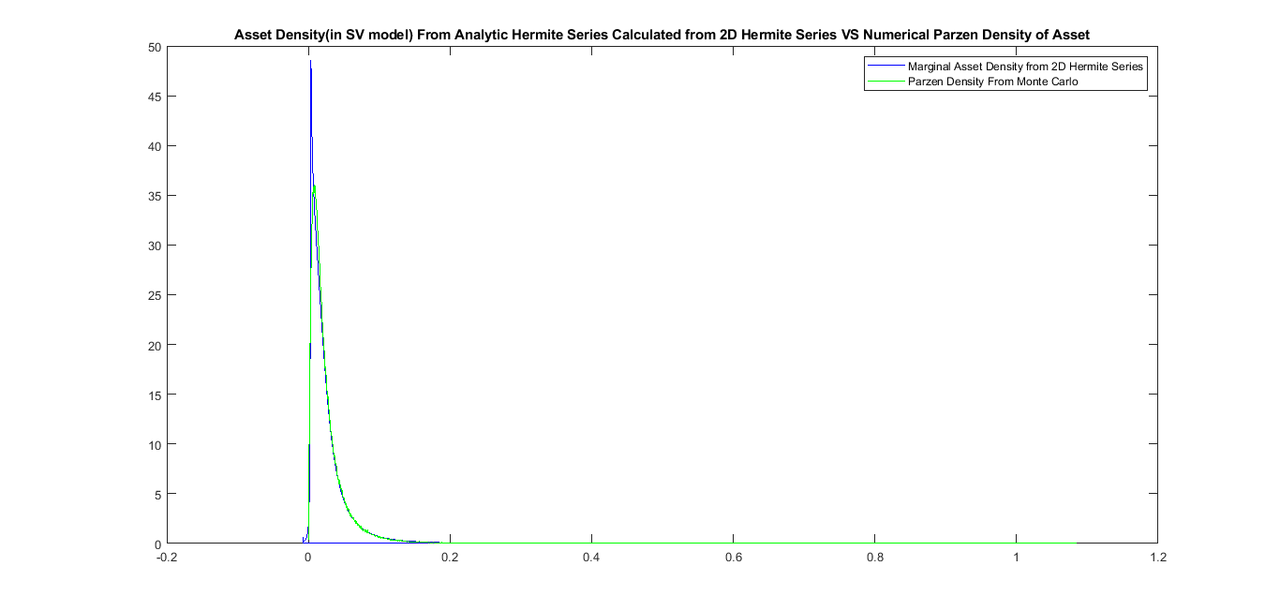 Asset Density(in SV model) From Analytic Hermite Series Calculated from 2D Hermite Series VS Numerical Parzen Density of Asset
Marginal Asset Density from 2D Hermite Series
Parzen Density From Monte Carlo
50
45
40
35
30
25
20
15
10
5
0
-0.2 0 0.2 0.4 0.6 0.8 1 1.2